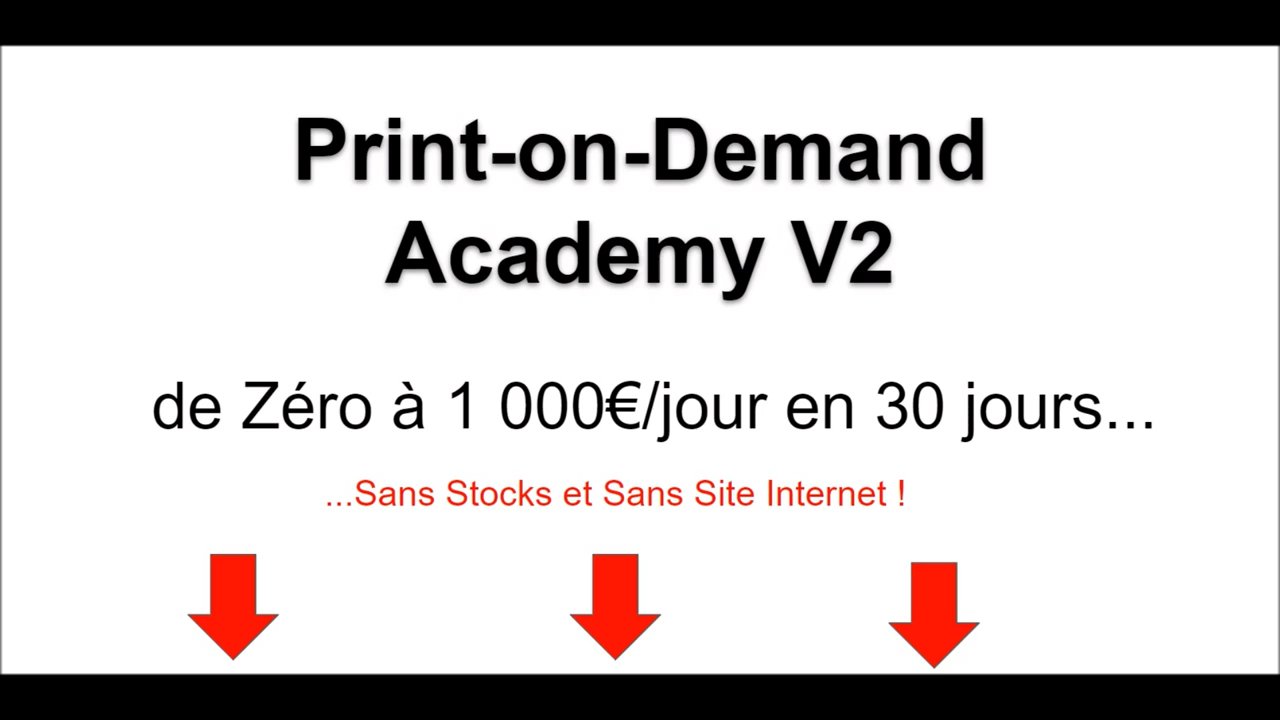 Print-on-Demand
Academy V2
de Zéro à 1 000€/jour en 30 jours...
...Sans Stocks et Sans Site Internet !